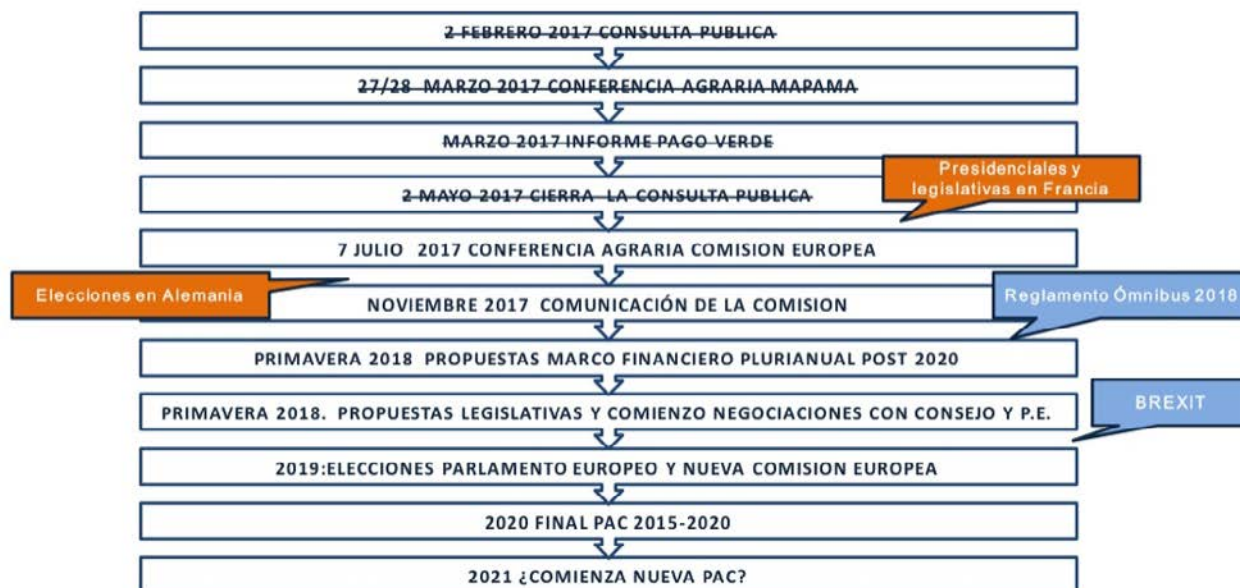 2 FEBRERO 2017 CONSULTA PUBLICA
27/28 MARZO 2017 CONFERENCIA AGRARIA MAPAMA
MARZO 2017 INFORME PAGO VERDE
Presidenciales y
legislativas en Francia
2 MAYO 2017 CIERRA LA CONSULTA PUBLICA
7 JULIO 2017 CONFERENCIA AGRARIA COMISION EUROPEA
Elecciones en Alemania
NOVIEMBRE 2017 COMUNICACIÓN DE LA COMISION
Reglamento Ómnibus 2018
PRIMAVERA 2018 PROPUESTAS MARCO FINANCIERO PLURIANUAL POST 2020
PRIMAVERA 2018. PROPUESTAS LEGISLATIVAS Y COMIENZO NEGOCIACIONES CON CONSEJO Y P.E.
BREXIT
2019:ELECCIONES PARLAMENTO EUROPEO Y NUEVA COMISION EUROPEA
2020 FINAL PAC 2015-2020
2021 ¿COMIENZA NUEVA PAC?